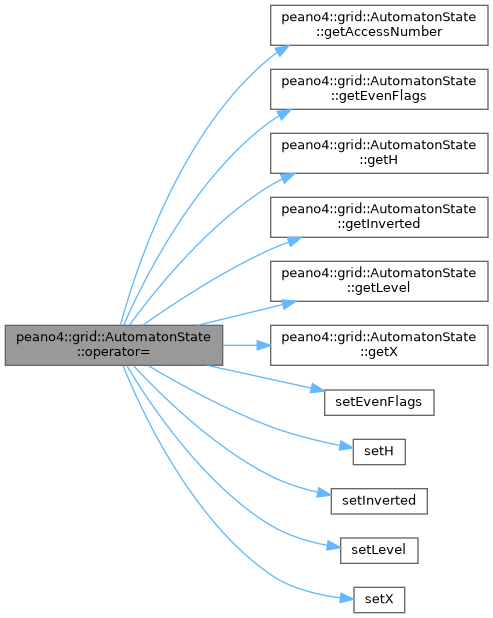 peano4::grid::AutomatonState
::getAccessNumber
peano4::grid::AutomatonState
::getEvenFlags
peano4::grid::AutomatonState
::getH
peano4::grid::AutomatonState
::getInverted
peano4::grid::AutomatonState
::getLevel
peano4::grid::AutomatonState
::operator=
peano4::grid::AutomatonState
::getX
setEvenFlags
setH
setInverted
setLevel
setX